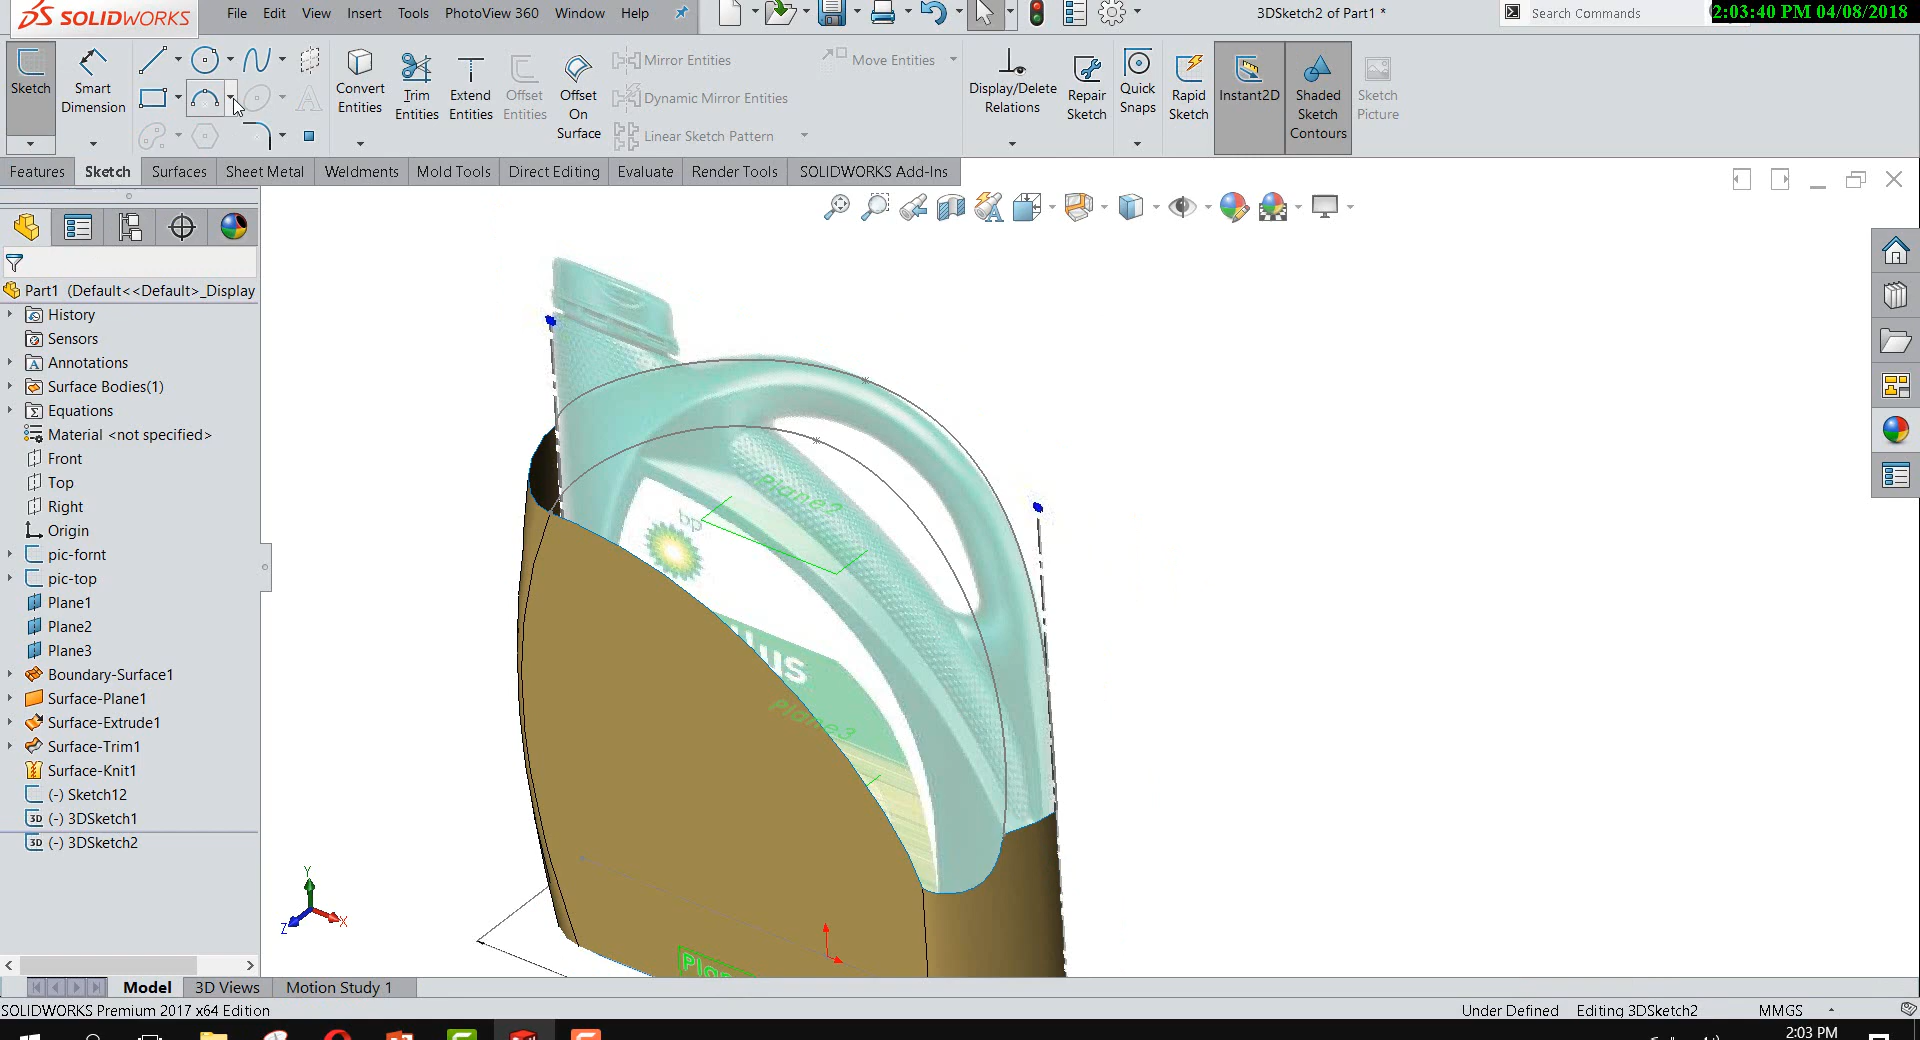 SOLIDWORKS
File Edit View Insert Tools PhotoView 360 Window Help
3DSketch2 of Part1 *
Search Commands
2:03:40 PM 04/08/2018
Sketch
Smart Dimension
Convert Entities
Trim Entities
Extend Entities
Offset Entities
Offset On Surface
Mirror Entities
Dynamic Mirror Entities
Linear Sketch Pattern
Move Entities
Display/Delete Relations
Repair Sketch
Quick Snaps
Rapid Sketch
Instant2D
Shaded Sketch Contours
Sketch Picture
Features Sketch Surfaces Sheet Metal Weldments Mold Tools Direct Editing Evaluate Render Tools SOLIDWORKS Add-Ins
Part1 (Default<<Default>_Display
History
Sensors
Annotations
Surface Bodies(1)
Equations
Material <not specified>
Front
Top
Right
Origin
pic-fornt
pic-top
Plane1
Plane2
Plane3
Boundary-Surface1
Surface-Plane1
Surface-Extrude1
Surface-Trim1
Surface-Knit1
(-) Sketch12
3D (-) 3DSketch1
3D (-) 3DSketch2
Plane2
bp
lus
Plane3
Y
X
Z
Model 3D Views Motion Study 1
SOLIDWORKS Premium 2017 x64 Edition
Under Defined Editing 3DSketch2 MMGS
2:03 PM